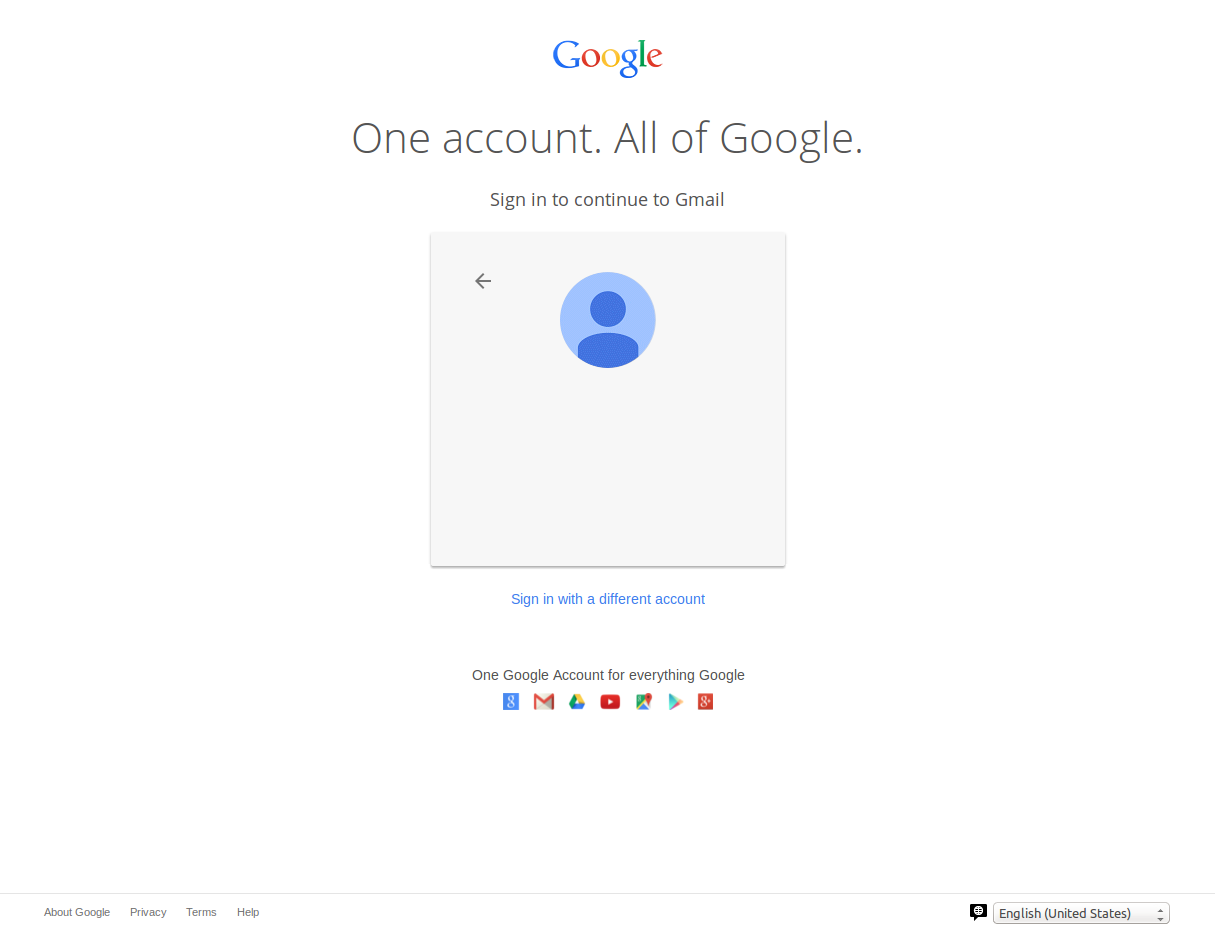 Google
One account. All of Google.
Sign in to continue to Gmail
Sign in with a different account
One Google Account for everything Google
About Google Privacy Terms Help
English (United States)